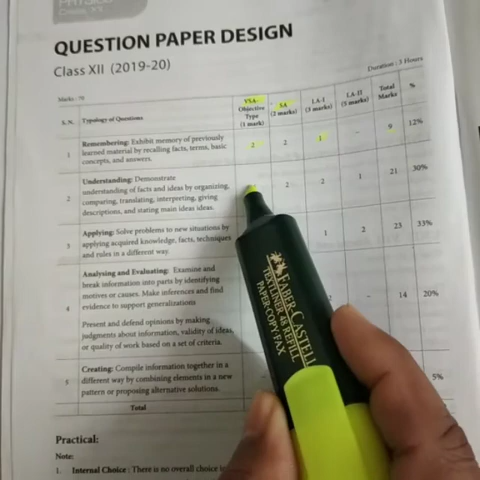 PHYSICS
Class XII
QUESTION PAPER DESIGN
Class XII (2019-20)
Marks : 70
Duration : 3 Hours
S.N. Typology of Questions VSA- Objective Type (1 mark) SA (2 marks) LA-I (3 marks) LA-II (5 marks) Total Marks %
1 Remembering: Exhibit memory of previously
learned material by recalling facts, terms, basic
concepts, and answers. 2 2 1 - 9 12%
2 Understanding: Demonstrate
understanding of facts and ideas by organizing,
comparing, translating, interpreting, giving
descriptions, and stating main ideas ideas. 2 2 1 21 30%
3 Applying: Solve problems to new situations by
applying acquired knowledge, facts, techniques
and rules in a different way. 1 2 23 33%
4 Analysing and Evaluating: Examine and
berak information into parts by identifying
motives or causes. Make inferences and find
evidence to support generalizations
Present and defend opinions by making
judgments about information, validity of ideas,
or quality of work based on a set of criteria. - 14 20%
5 Creating: Compile information together in a
different way by combining elements in a new
pattern or proposing alternative solutions. 5%
Total
Practical:
Note:
1. Internal Choice : There is no overall choice
FABER-CASTELL
TEXTLINER 48 REFILL
PAPER·COPY·FAX